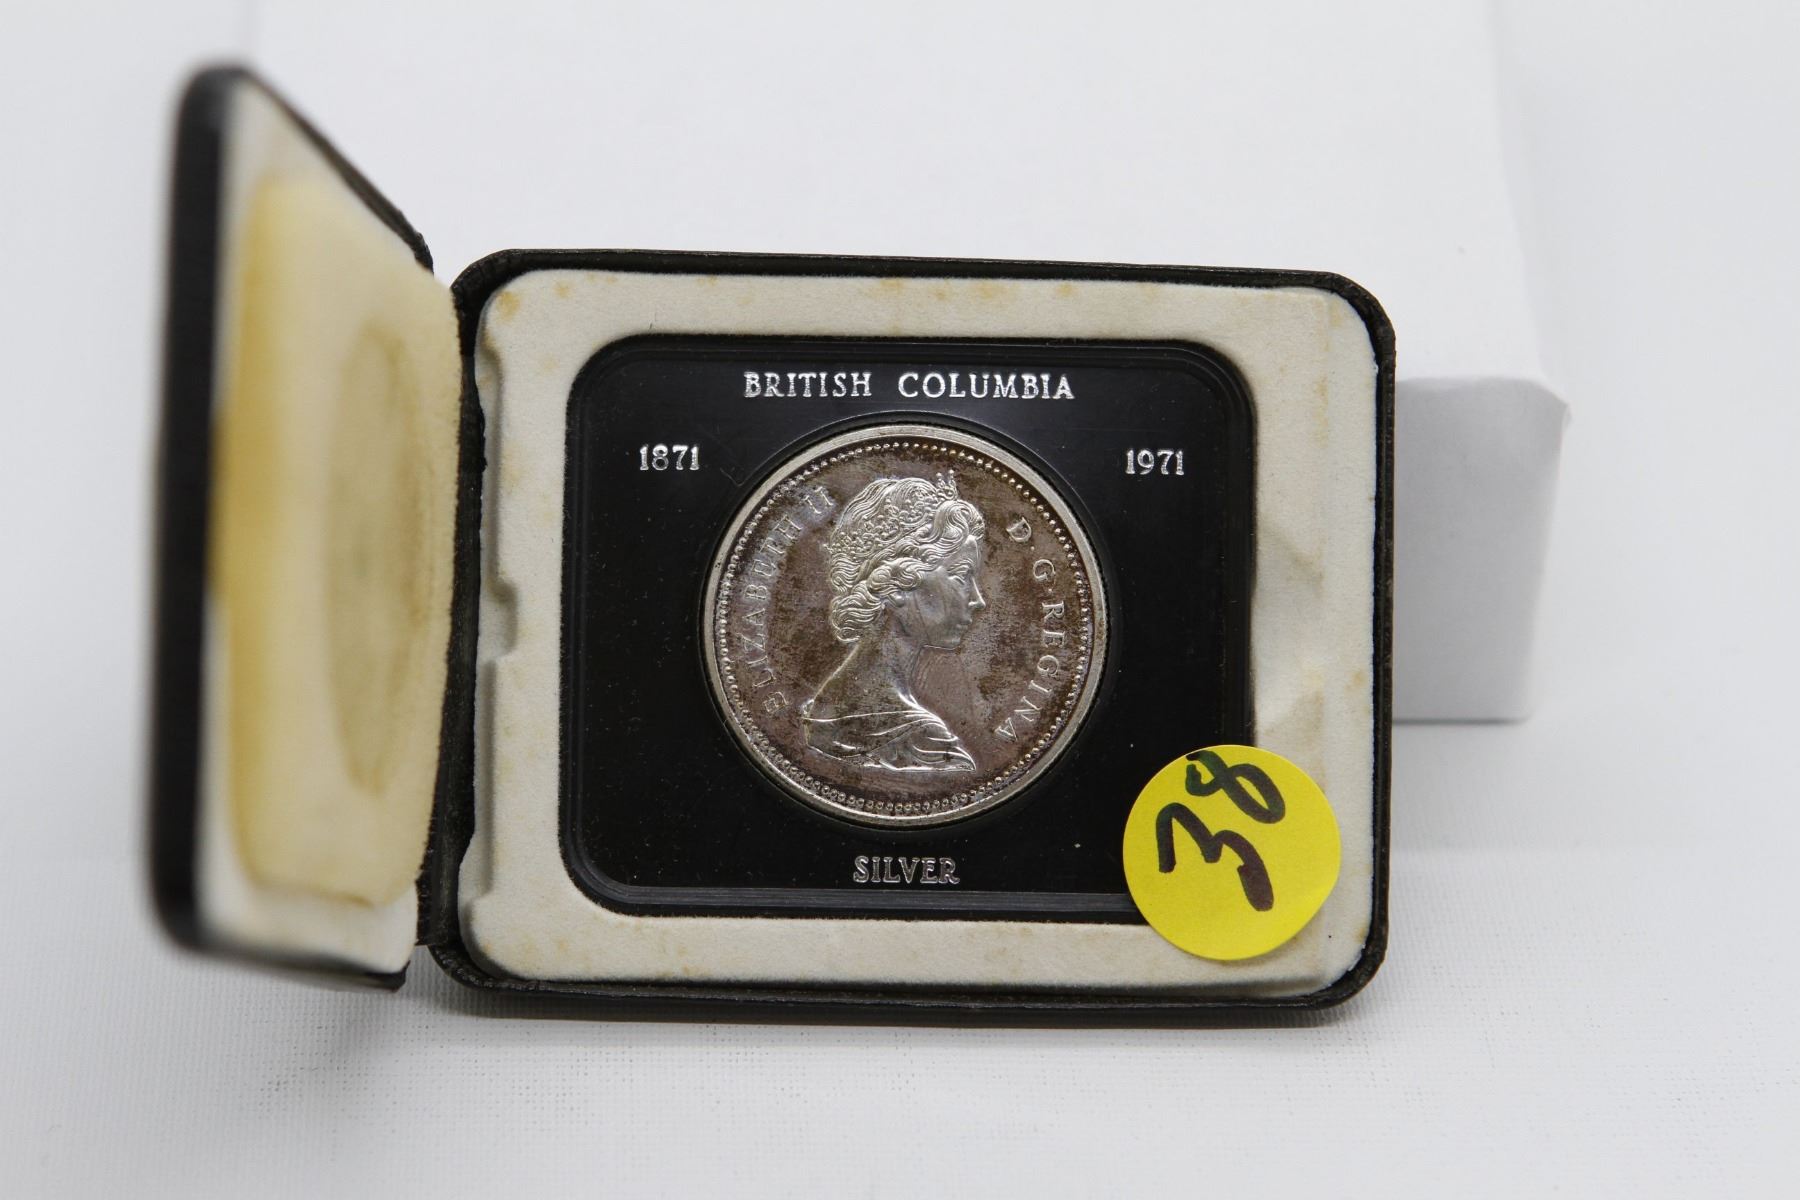 BRITISH COLUMBIA
1871 1971
ELIZABETH II D·G·REGINA
SILVER
38